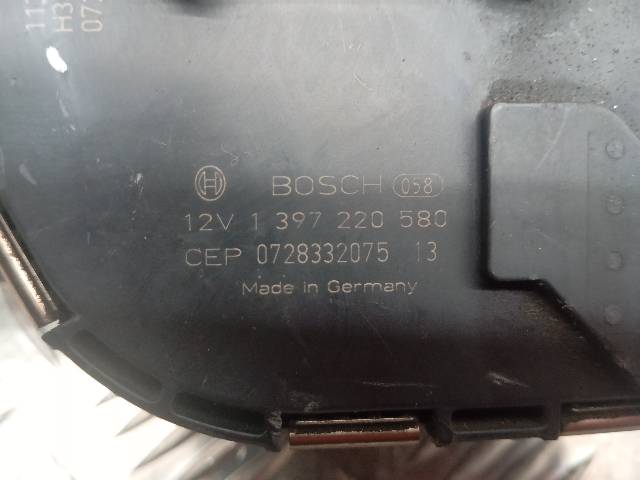 BOSCH 058
12V 1 397 220 580
CEP 0728332075 13
Made in Germany